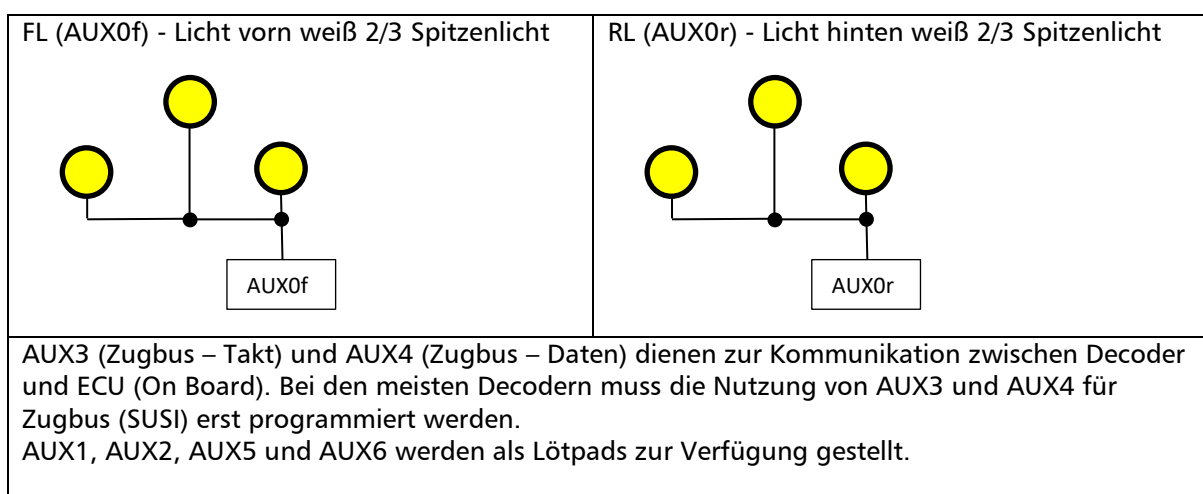 FL (AUX0f) - Licht vorn weiß 2/3 Spitzenlicht
RL (AUX0r) - Licht hinten weiß 2/3 Spitzenlicht
AUX0f
AUX0r
AUX3 (Zugbus – Takt) und AUX4 (Zugbus – Daten) dienen zur Kommunikation zwischen Decoder
und ECU (On Board). Bei den meisten Decodern muss die Nutzung von AUX3 und AUX4 für
Zugbus (SUSI) erst programmiert werden.
AUX1, AUX2, AUX5 und AUX6 werden als Lötpads zur Verfügung gestellt.